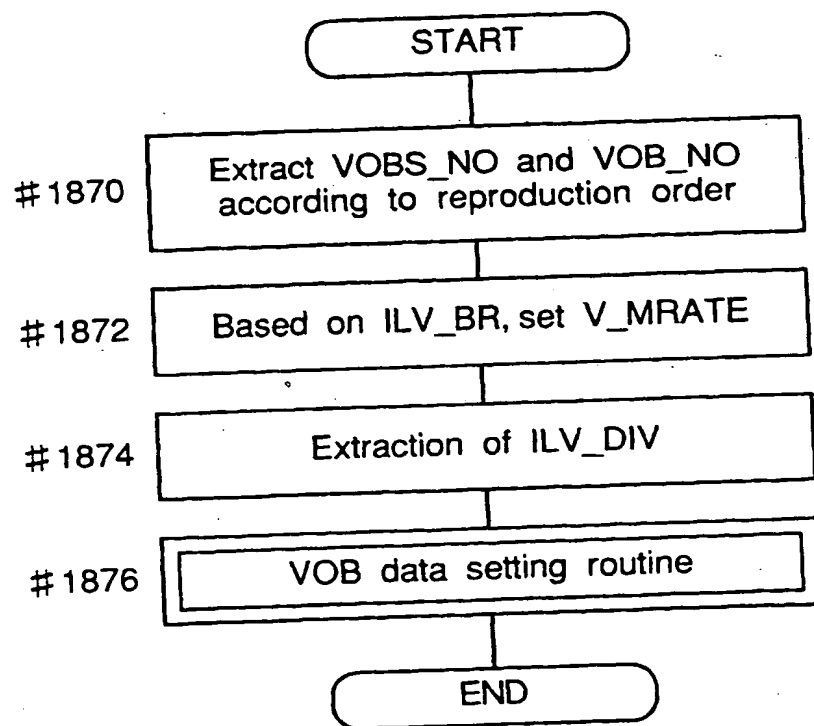 START
#1870
Extract VOBS_NO and VOB_NO
according to reproduction order
#1872
Based on ILV_BR, set V_MRATE
#1874
Extraction of ILV_DIV
#1876
VOB data setting routine
END